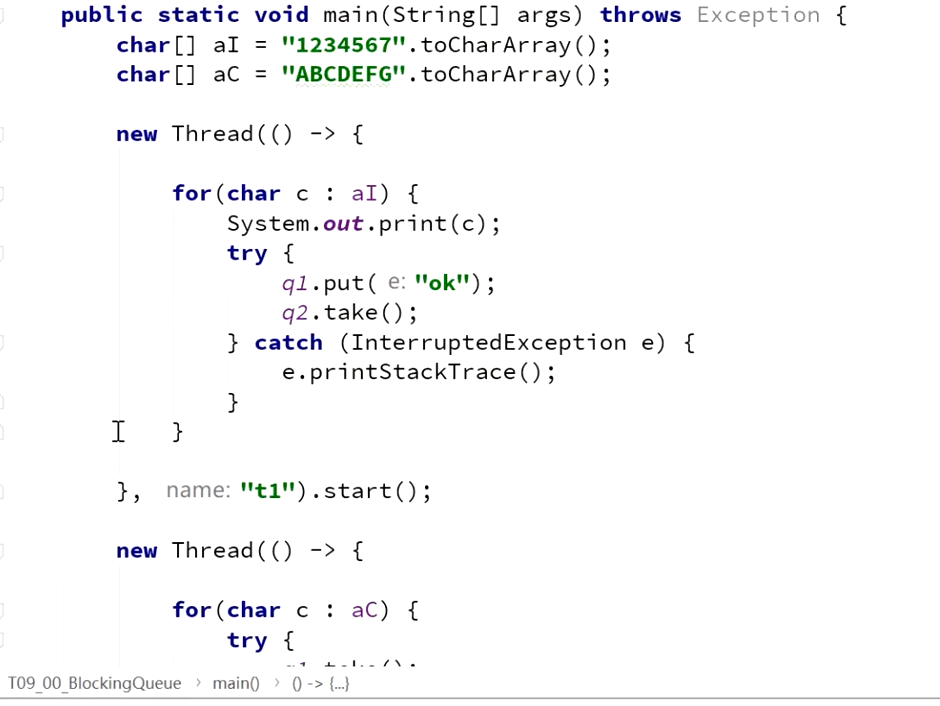 public static void main(String[] args) throws Exception {
char[] aI = "1234567".toCharArray();
char[] aC = "ABCDEFG".toCharArray();
new Thread(() -> {
for(char c : aI) {
System.out.print(c);
try {
q1.put( e: "ok");
q2.take();
} catch (InterruptedException e) {
e.printStackTrace();
}
}
}, name: "t1").start();
new Thread(() -> {
for(char c : aC) {
try {
T09_00_BlockingQueue › main() › () -> {...}